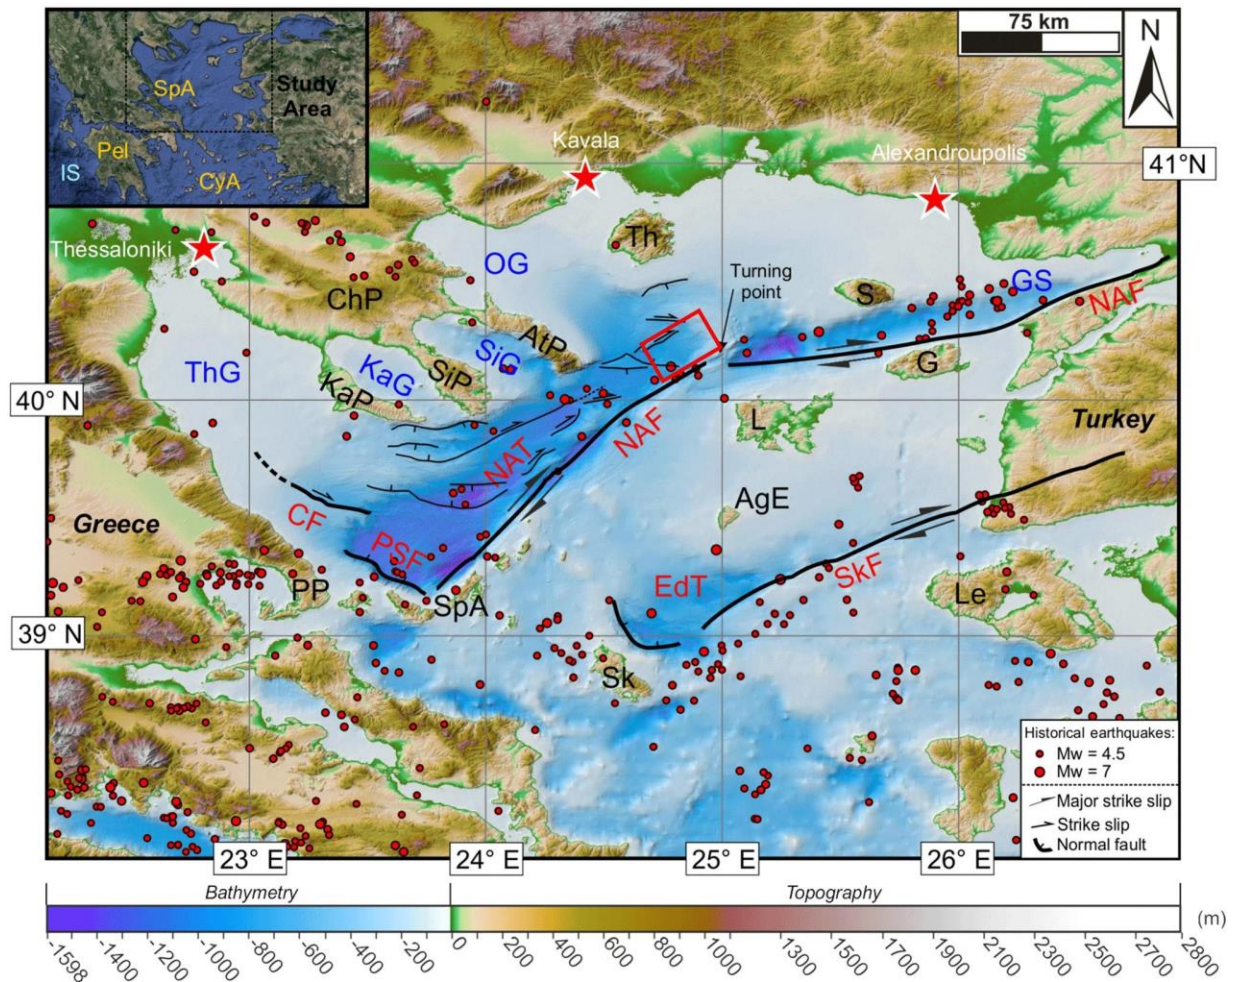 75 km
N
SpA
Study
Area
Pel
IS
CyA
Kavala
Alexandroupolis
41°N
Thessaloniki
Th
OG
Turning
point
ChP
S
GS
NAF
AtP
SiG
ThG
KaG
SiP
KaP
G
40° N
L
Turkey
NAF
NAT
AgE
Greece
CF
PSF
SkF
EdT
PP
SpA
Le
39° N
Sk
Historical earthquakes:
Mw = 4.5
Mw = 7
Major strike slip
Strike slip
Normal fault
23° E
24° E
25° E
26° E
Bathymetry
Topography
(m)
-1598
-1400
-1200
-1000
-800
-600
-400
-200
0
200
400
600
800
1000
1300
1500
1700
1900
2100
2300
2500
2700
2800